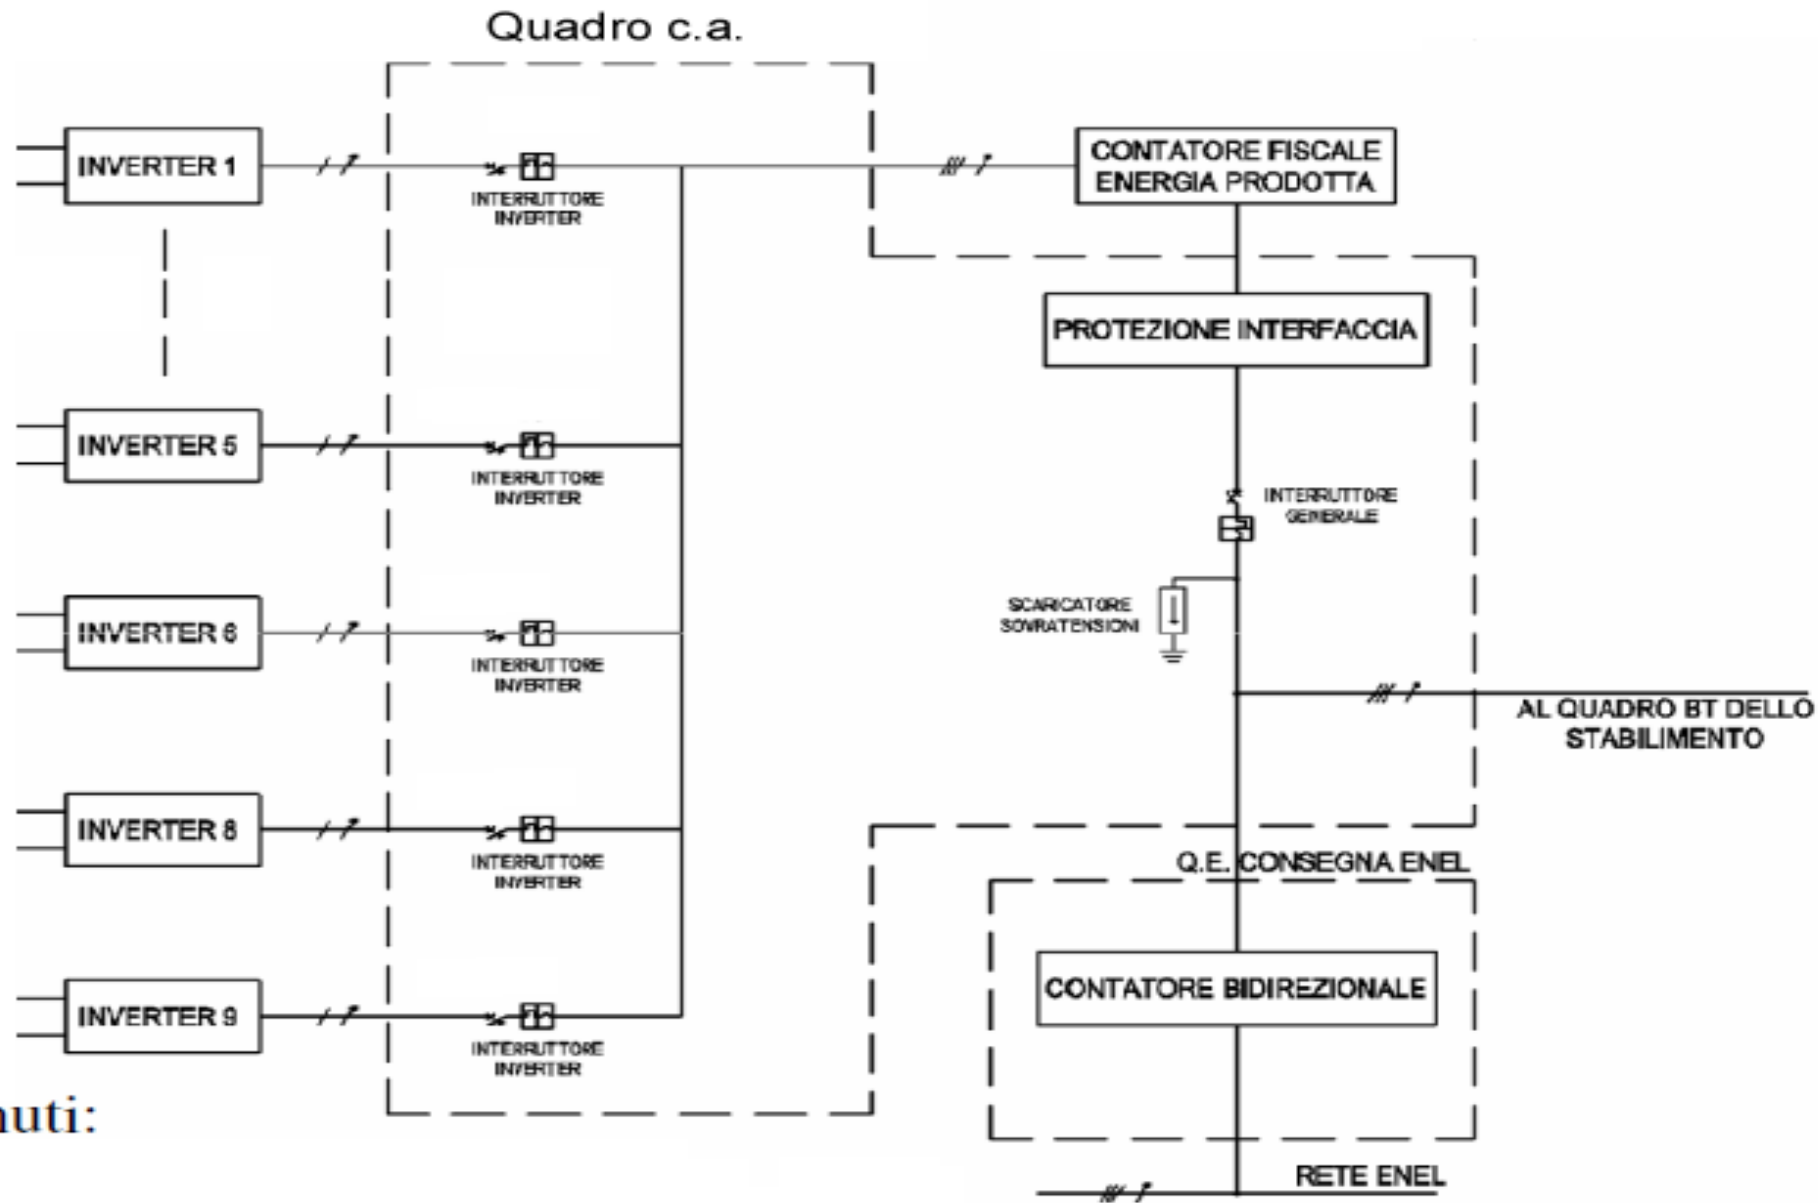 Quadro c.a.
INVERTER 1
INTERRUTTORE
INVERTER
CONTATORE FISCALE
ENERGIA PRODOTTA
PROTEZIONE INTERFACCIA
INVERTER 5
INTERRUTTORE
INVERTER
INTERRUTTORE
GENERALE
SCARICATORE
SOVRATENSIONI
INVERTER 6
INTERRUTTORE
INVERTER
AL QUADRO BT DELLO
STABILIMENTO
INVERTER 8
INTERRUTTORE
INVERTER
Q.E. CONSEGNA ENEL
CONTATORE BIDIREZIONALE
INVERTER 9
INTERRUTTORE
INVERTER
nuti:
RETE ENEL